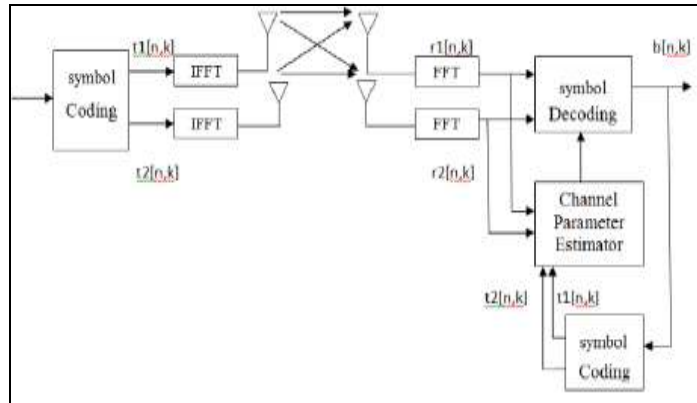 t1[n,k]
r1[n,k]
b[n,k]
symbol
Coding
IFFT
FFT
symbol
Decoding
IFFT
FFT
t2[n,k]
r2[n,k]
Channel
Parameter
Estimator
t2[n,k]
t1[n,k]
symbol
Coding